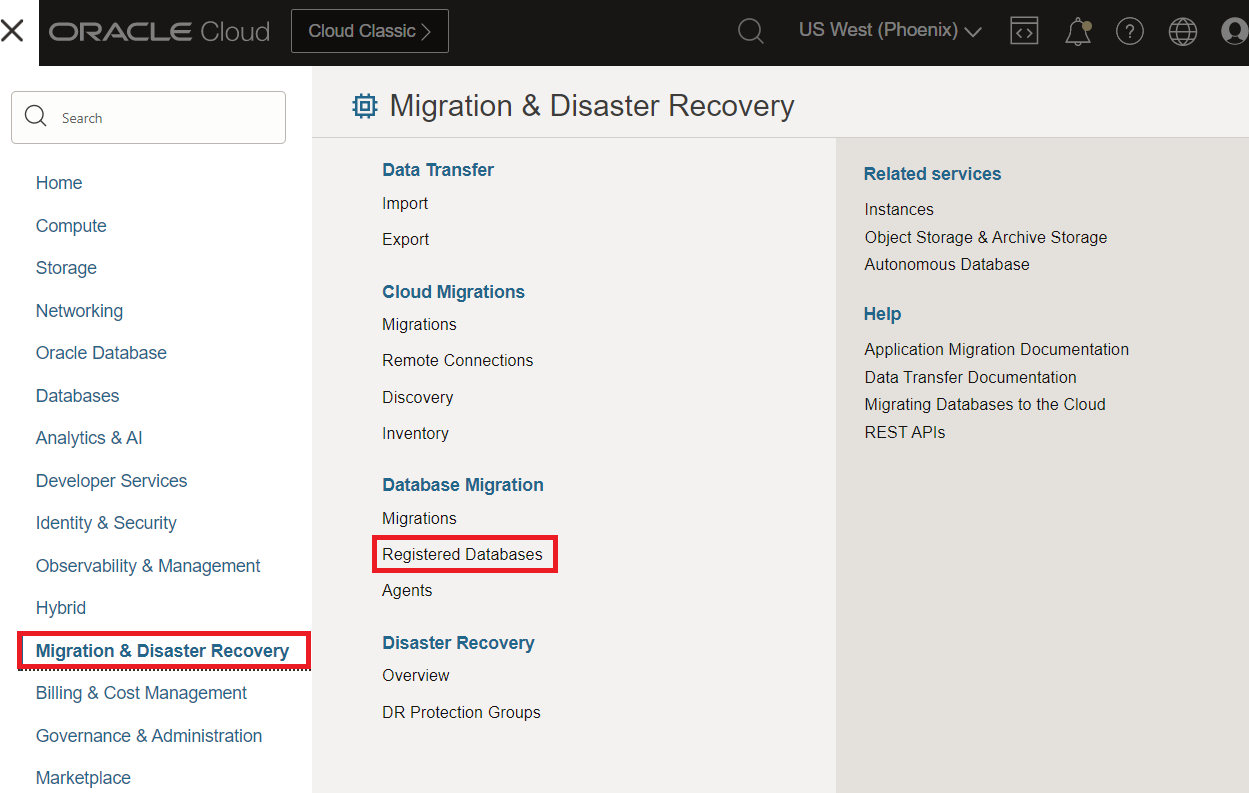 ORACLE Cloud
Cloud Classic
US West (Phoenix)
Search
Home
Compute
Storage
Networking
Oracle Database
Databases
Analytics & AI
Developer Services
Identity & Security
Observability & Management
Hybrid
Migration & Disaster Recovery
Billing & Cost Management
Governance & Administration
Marketplace
Migration & Disaster Recovery
Data Transfer
Import
Export
Cloud Migrations
Migrations
Remote Connections
Discovery
Inventory
Database Migration
Migrations
Registered Databases
Agents
Disaster Recovery
Overview
DR Protection Groups
Related services
Instances
Object Storage & Archive Storage
Autonomous Database
Help
Application Migration Documentation
Data Transfer Documentation
Migrating Databases to the Cloud
REST APIs